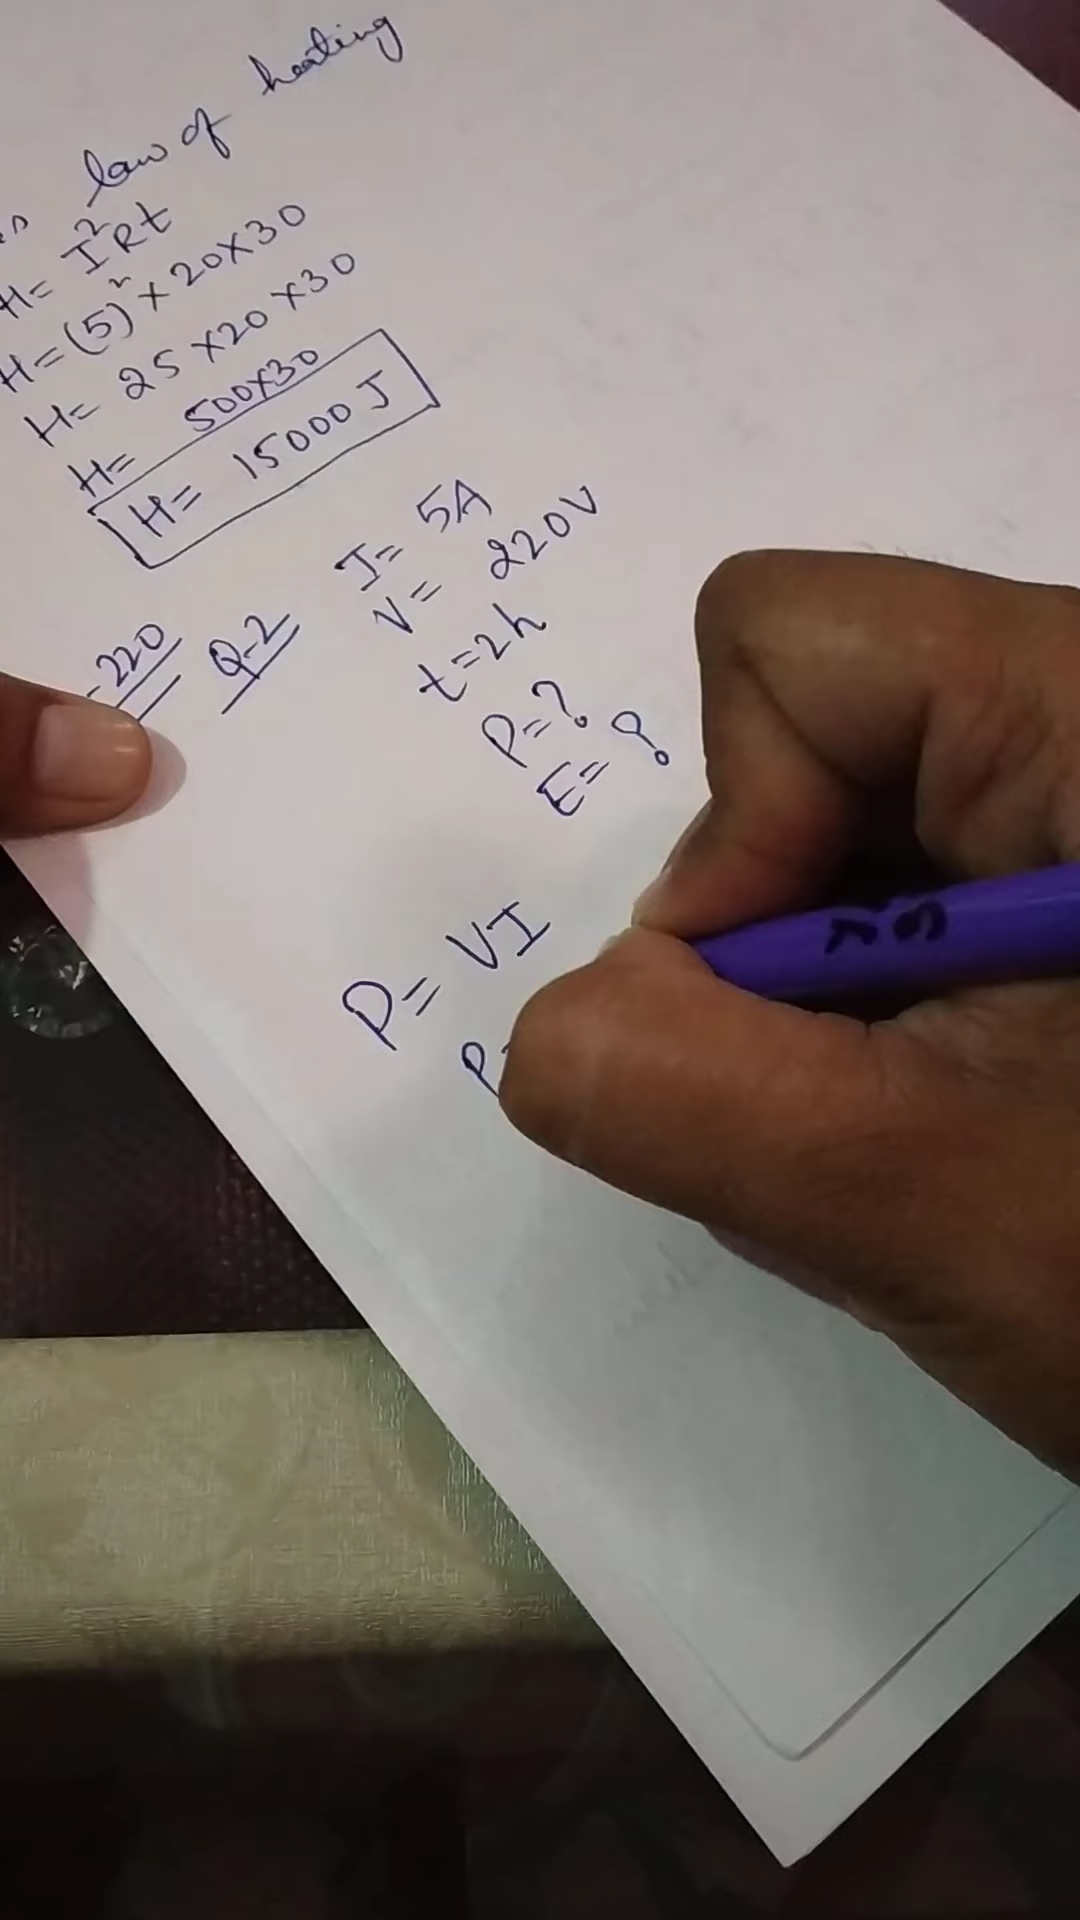 law of heating
H= I²Rt
H= (5)² × 20×30
H= 25 ×20 ×30
H= 500×30
H= 15000 J
-220 Q-2 I= 5A
V= 220V
t=2h
P=?
E=?
P= VI
P